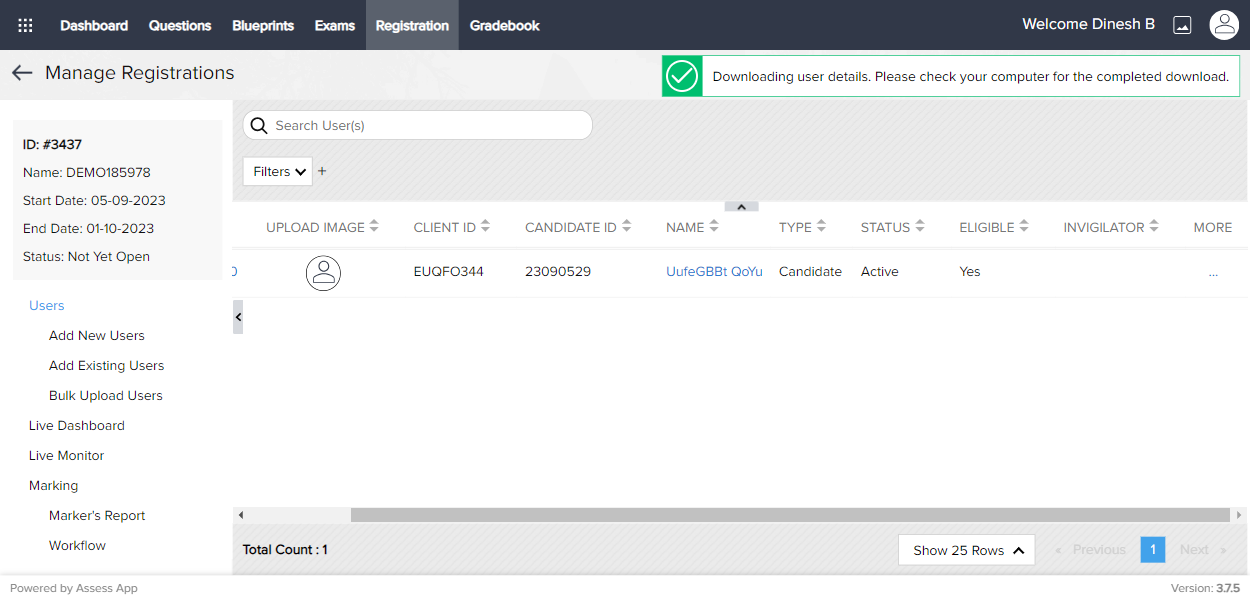 Dashboard Questions Blueprints Exams Registration Gradebook Welcome Dinesh B
Manage Registrations
Downloading user details. Please check your computer for the completed download.
ID: #3437
Name: DEMO185978
Start Date: 05-09-2023
End Date: 01-10-2023
Status: Not Yet Open
Users
Add New Users
Add Existing Users
Bulk Upload Users
Live Dashboard
Live Monitor
Marking
Marker's Report
Workflow
Search User(s)
Filters +
UPLOAD IMAGE CLIENT ID CANDIDATE ID NAME TYPE STATUS ELIGIBLE INVIGILATOR MORE
0 EUQFO344 23090529 UufeGBBt QoYu Candidate Active Yes ...
Total Count : 1 Show 25 Rows « Previous 1 Next »
Powered by Assess App Version: 3.7.5